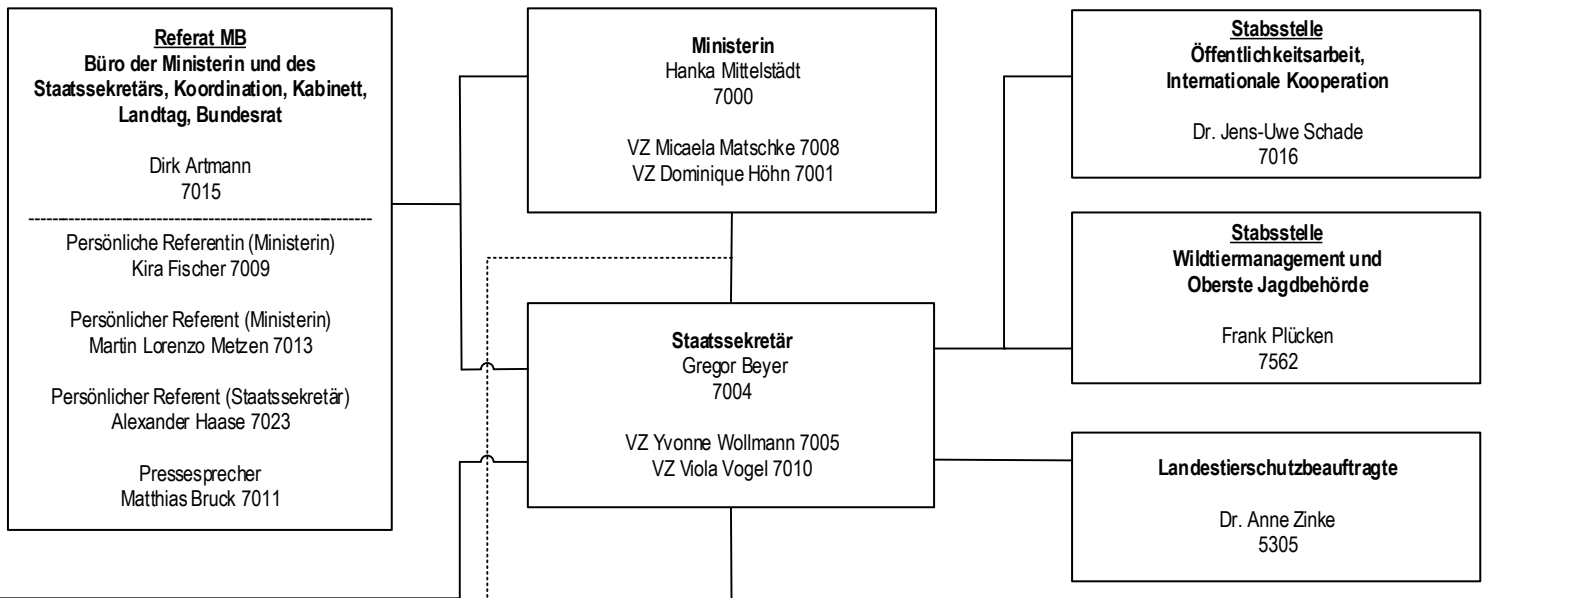 Referat MB
Büro der Ministerin und des
Staatssekretärs, Koordination, Kabinett,
Landtag, Bundesrat
Dirk Artmann
7015
Persönliche Referentin (Ministerin)
Kira Fischer 7009
Persönlicher Referent (Ministerin)
Martin Lorenzo Metzen 7013
Persönlicher Referent (Staatssekretär)
Alexander Haase 7023
Pressesprecher
Matthias Bruck 7011
Ministerin
Hanka Mittelstädt
7000
VZ Micaela Matschke 7008
VZ Dominique Höhn 7001
Staatssekretär
Gregor Beyer
7004
VZ Yvonne Wollmann 7005
VZ Viola Vogel 7010
Stabsstelle
Öffentlichkeitsarbeit,
Internationale Kooperation
Dr. Jens-Uwe Schade
7016
Stabsstelle
Wildtiermanagement und
Oberste Jagdbehörde
Frank Plücken
7562
Landestierschutzbeauftragte
Dr. Anne Zinke
5305